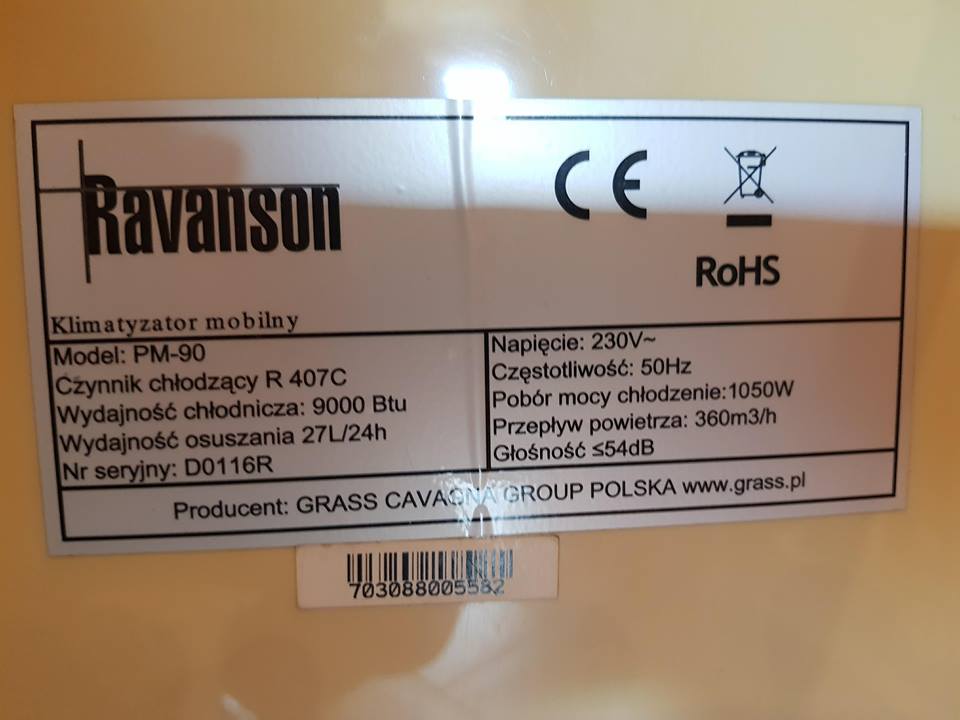 Ravanson
CE
RoHS
Klimatyzator mobilny
Model: PM-90
Czynnik chłodzący R 407C
Wydajność chłodnicza: 9000 Btu
Wydajność osuszania 27L/24h
Nr seryjny: D0116R
Napięcie: 230V~
Częstotliwość: 50Hz
Pobór mocy chłodzenie:1050W
Przepływ powietrza: 360m3/h
Głośność ≤54dB
Producent: GRASS CAVAGNA GROUP POLSKA www.grass.pl
703088005582